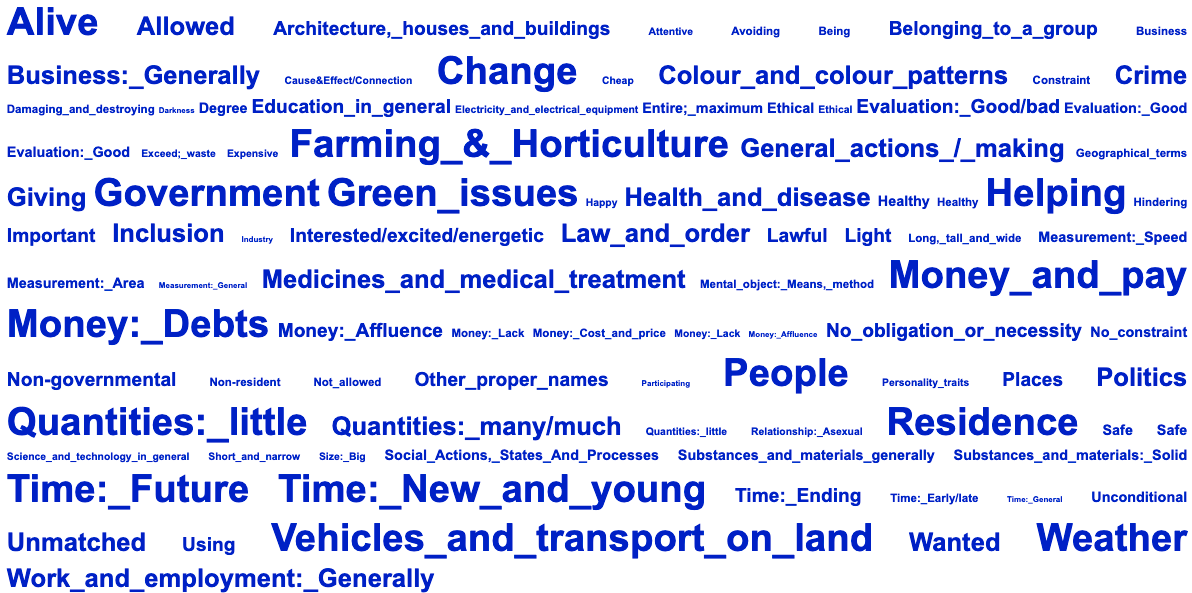 Alive Allowed Architecture,_houses_and_buildings Attentive Avoiding Being Belonging_to_a_group Business
Business:_Generally Cause&Effect/Connection Change Cheap Colour_and_colour_patterns Constraint Crime
Damaging_and_destroying Darkness Degree Education_in_general Electricity_and_electrical_equipment Entire;_maximum Ethical Ethical Evaluation:_Good/bad Evaluation:_Good
Evaluation:_Good Exceed;_waste Expensive Farming_&_Horticulture General_actions_/_making Geographical_terms
Giving Government Green_issues Happy Health_and_disease Healthy Healthy Helping Hindering
Important Inclusion Industry Interested/excited/energetic Law_and_order Lawful Light Long,_tall_and_wide Measurement:_Speed
Measurement:_Area Measurement:_General Medicines_and_medical_treatment Mental_object:_Means,_method Money_and_pay
Money:_Debts Money:_Affluence Money:_Lack Money:_Cost_and_price Money:_Lack Money:_Affluence No_obligation_or_necessity No_constraint
Non-governmental Non-resident Not_allowed Other_proper_names Participating People Personality_traits Places Politics
Quantities:_little Quantities:_many/much Quantities:_little Relationship:_Asexual Residence Safe Safe
Science_and_technology_in_general Short_and_narrow Size:_Big Social_Actions,_States_And_Processes Substances_and_materials_generally Substances_and_materials:_Solid
Time:_Future Time:_New_and_young Time:_Ending Time:_Early/late Time:_General Unconditional
Unmatched Using Vehicles_and_transport_on_land Wanted Weather
Work_and_employment:_Generally